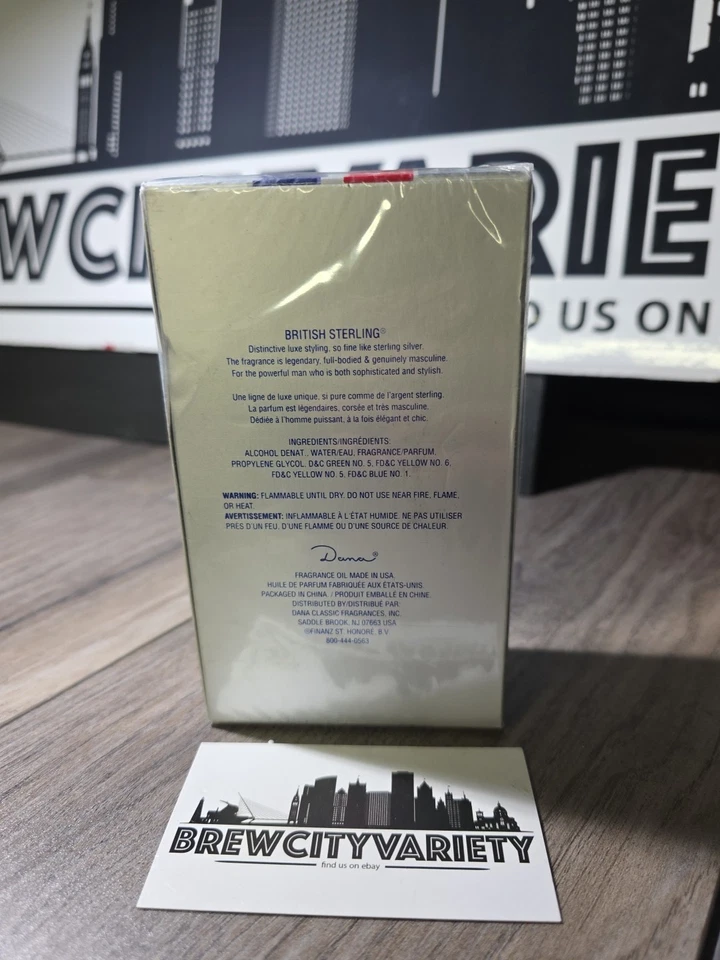 WCI
ARIE
D US ON
BRITISH STERLING®
Distinctive luxe styling, so fine like sterling silver.
The fragrance is legendary, full-bodied & genuinely masculine.
For the powerful man who is both sophisticated and stylish.
Une ligne de luxe unique, si pure comme de l'argent sterling.
La parfum est légendaires, corsée et très masculine.
Dédiée à l'homme puissant, à la fois élégant et chic.
INGREDIENTS/INGRÉDIENTS:
ALCOHOL DENAT., WATER/EAU, FRAGRANCE/PARFUM,
PROPYLENE GLYCOL, D&C GREEN NO. 5, FD&C YELLOW NO. 6,
FD&C YELLOW NO. 5, FD&C BLUE NO. 1.
WARNING: FLAMMABLE UNTIL DRY. DO NOT USE NEAR FIRE, FLAME,
OR HEAT.
AVERTISSEMENT: INFLAMMABLE À L'ÉTAT HUMIDE. NE PAS UTILISER
PRÈS D'UN FEU, D'UNE FLAMME OU D'UNE SOURCE DE CHALEUR.
Dana®
FRAGRANCE OIL MADE IN USA.
HUILE DE PARFUM FABRIQUÉE AUX ÉTATS-UNIS.
PACKAGED IN CHINA. / PRODUIT EMBALLÉ EN CHINE.
DISTRIBUTED BY/DISTRIBUÉ PAR:
DANA CLASSIC FRAGRANCES, INC.
SADDLE BROOK, NJ 07663 USA
®FINANZ ST. HONORE, B.V.
800-444-0563
BREWCITYVARIETY
find us on ebay